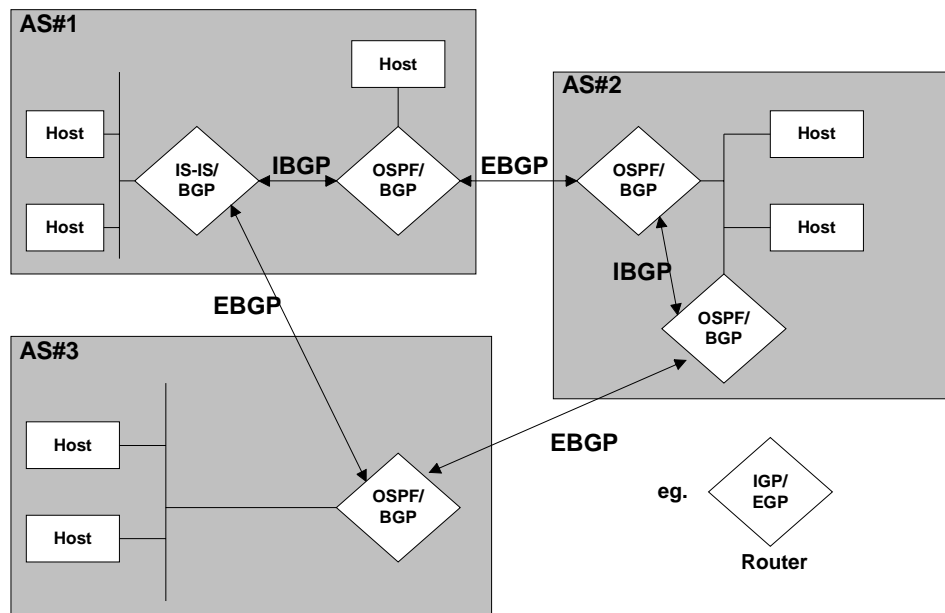 AS#1
Host
Host
Host
IS-IS/
BGP
IBGP
OSPF/
BGP
EBGP
AS#2
OSPF/
BGP
Host
Host
IBGP
OSPF/
BGP
EBGP
AS#3
Host
Host
OSPF/
BGP
EBGP
eg.
IGP/
EGP
Router